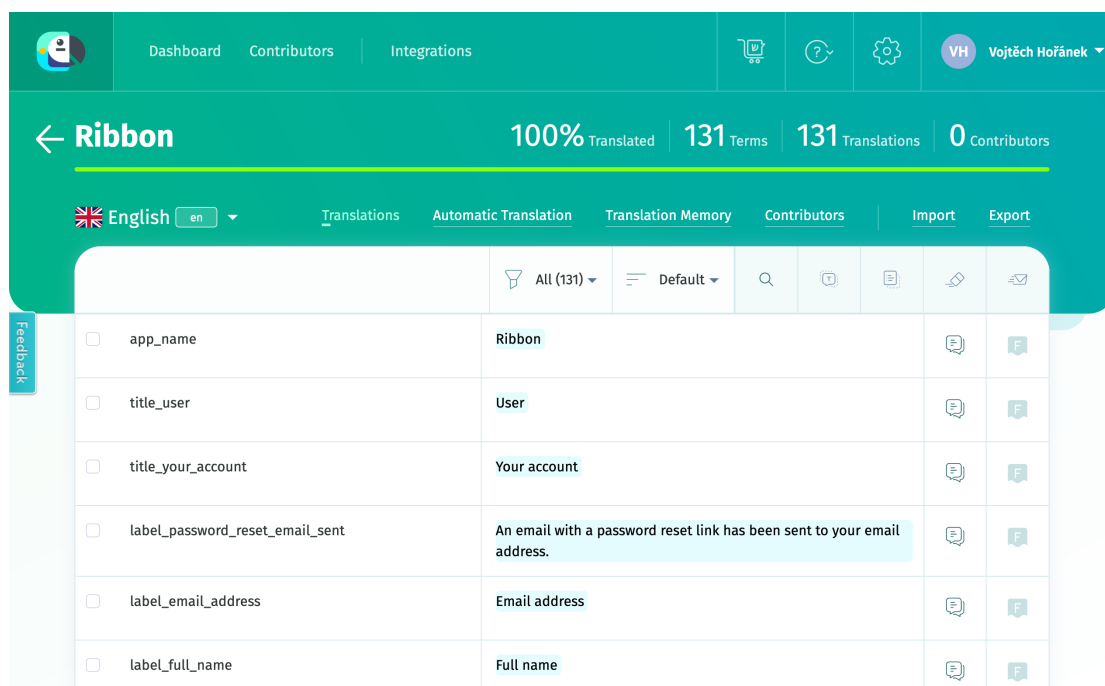 Dashboard Contributors Integrations VH Vojtěch Hořánek
Ribbon 100% Translated 131 Terms 131 Translations 0 Contributors
English en Translations Automatic Translation Translation Memory Contributors Import Export
All (131) Default T
Feedback
app_name Ribbon F
title_user User F
title_your_account Your account F
label_password_reset_email_sent An email with a password reset link has been sent to your email
address. F
label_email_address Email address F
label_full_name Full name F